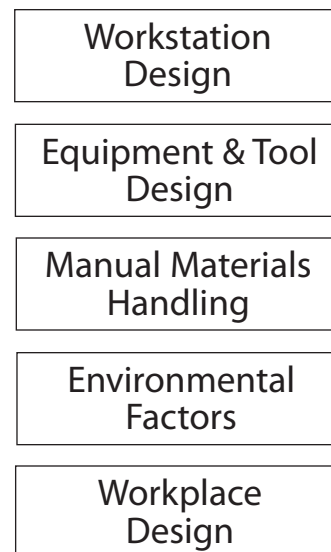 Workstation
Design
Equipment & Tool
Design
Manual Materials
Handling
Environmental
Factors
Workplace
Design